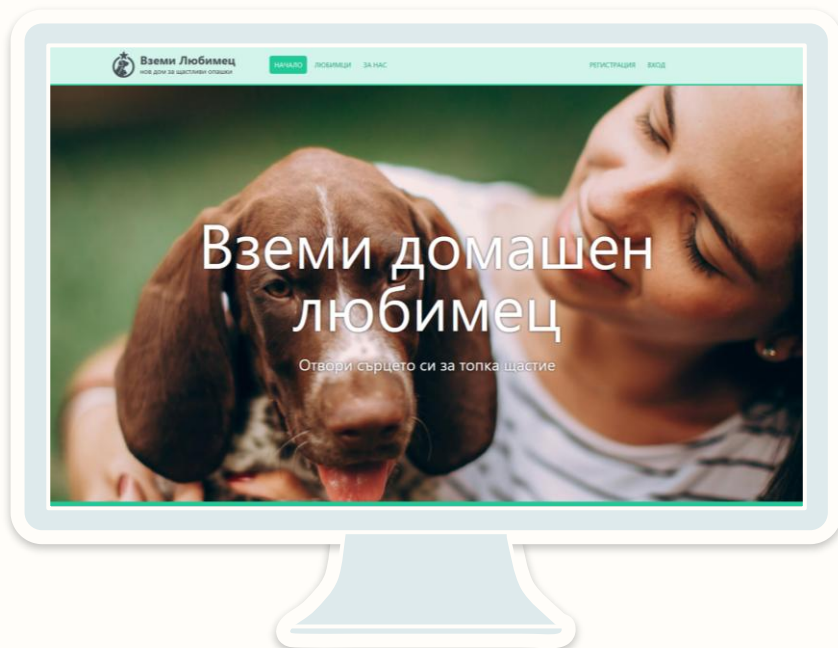 Вземи Любимец
нов дом за щастливи опашки
НАЧАЛО ЛЮБИМЦИ ЗА НАС РЕГИСТРАЦИЯ ВХОД
Вземи домашен
любимец
Отвори сърцето си за топка щастие